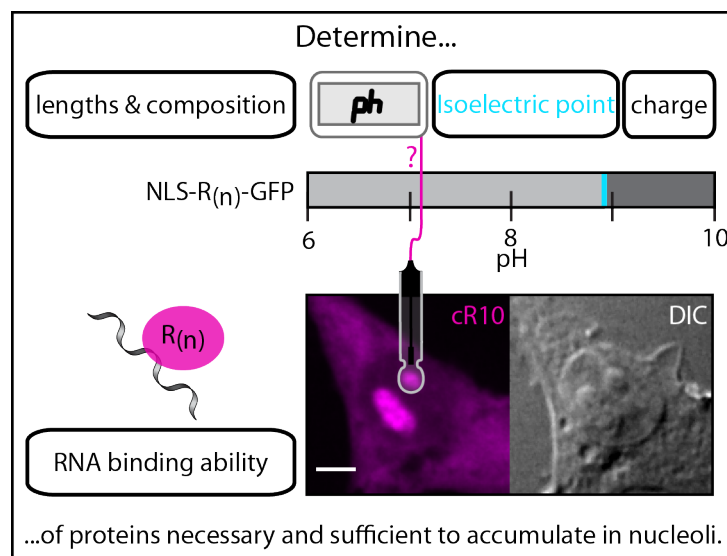 Determine...
lengths & composition
ph
Isoelectric point
charge
?
NLS-R(n)-GFP
6
8
10
pH
R(n)
cR10
DIC
RNA binding ability
...of proteins necessary and sufficient to accumulate in nucleoli.